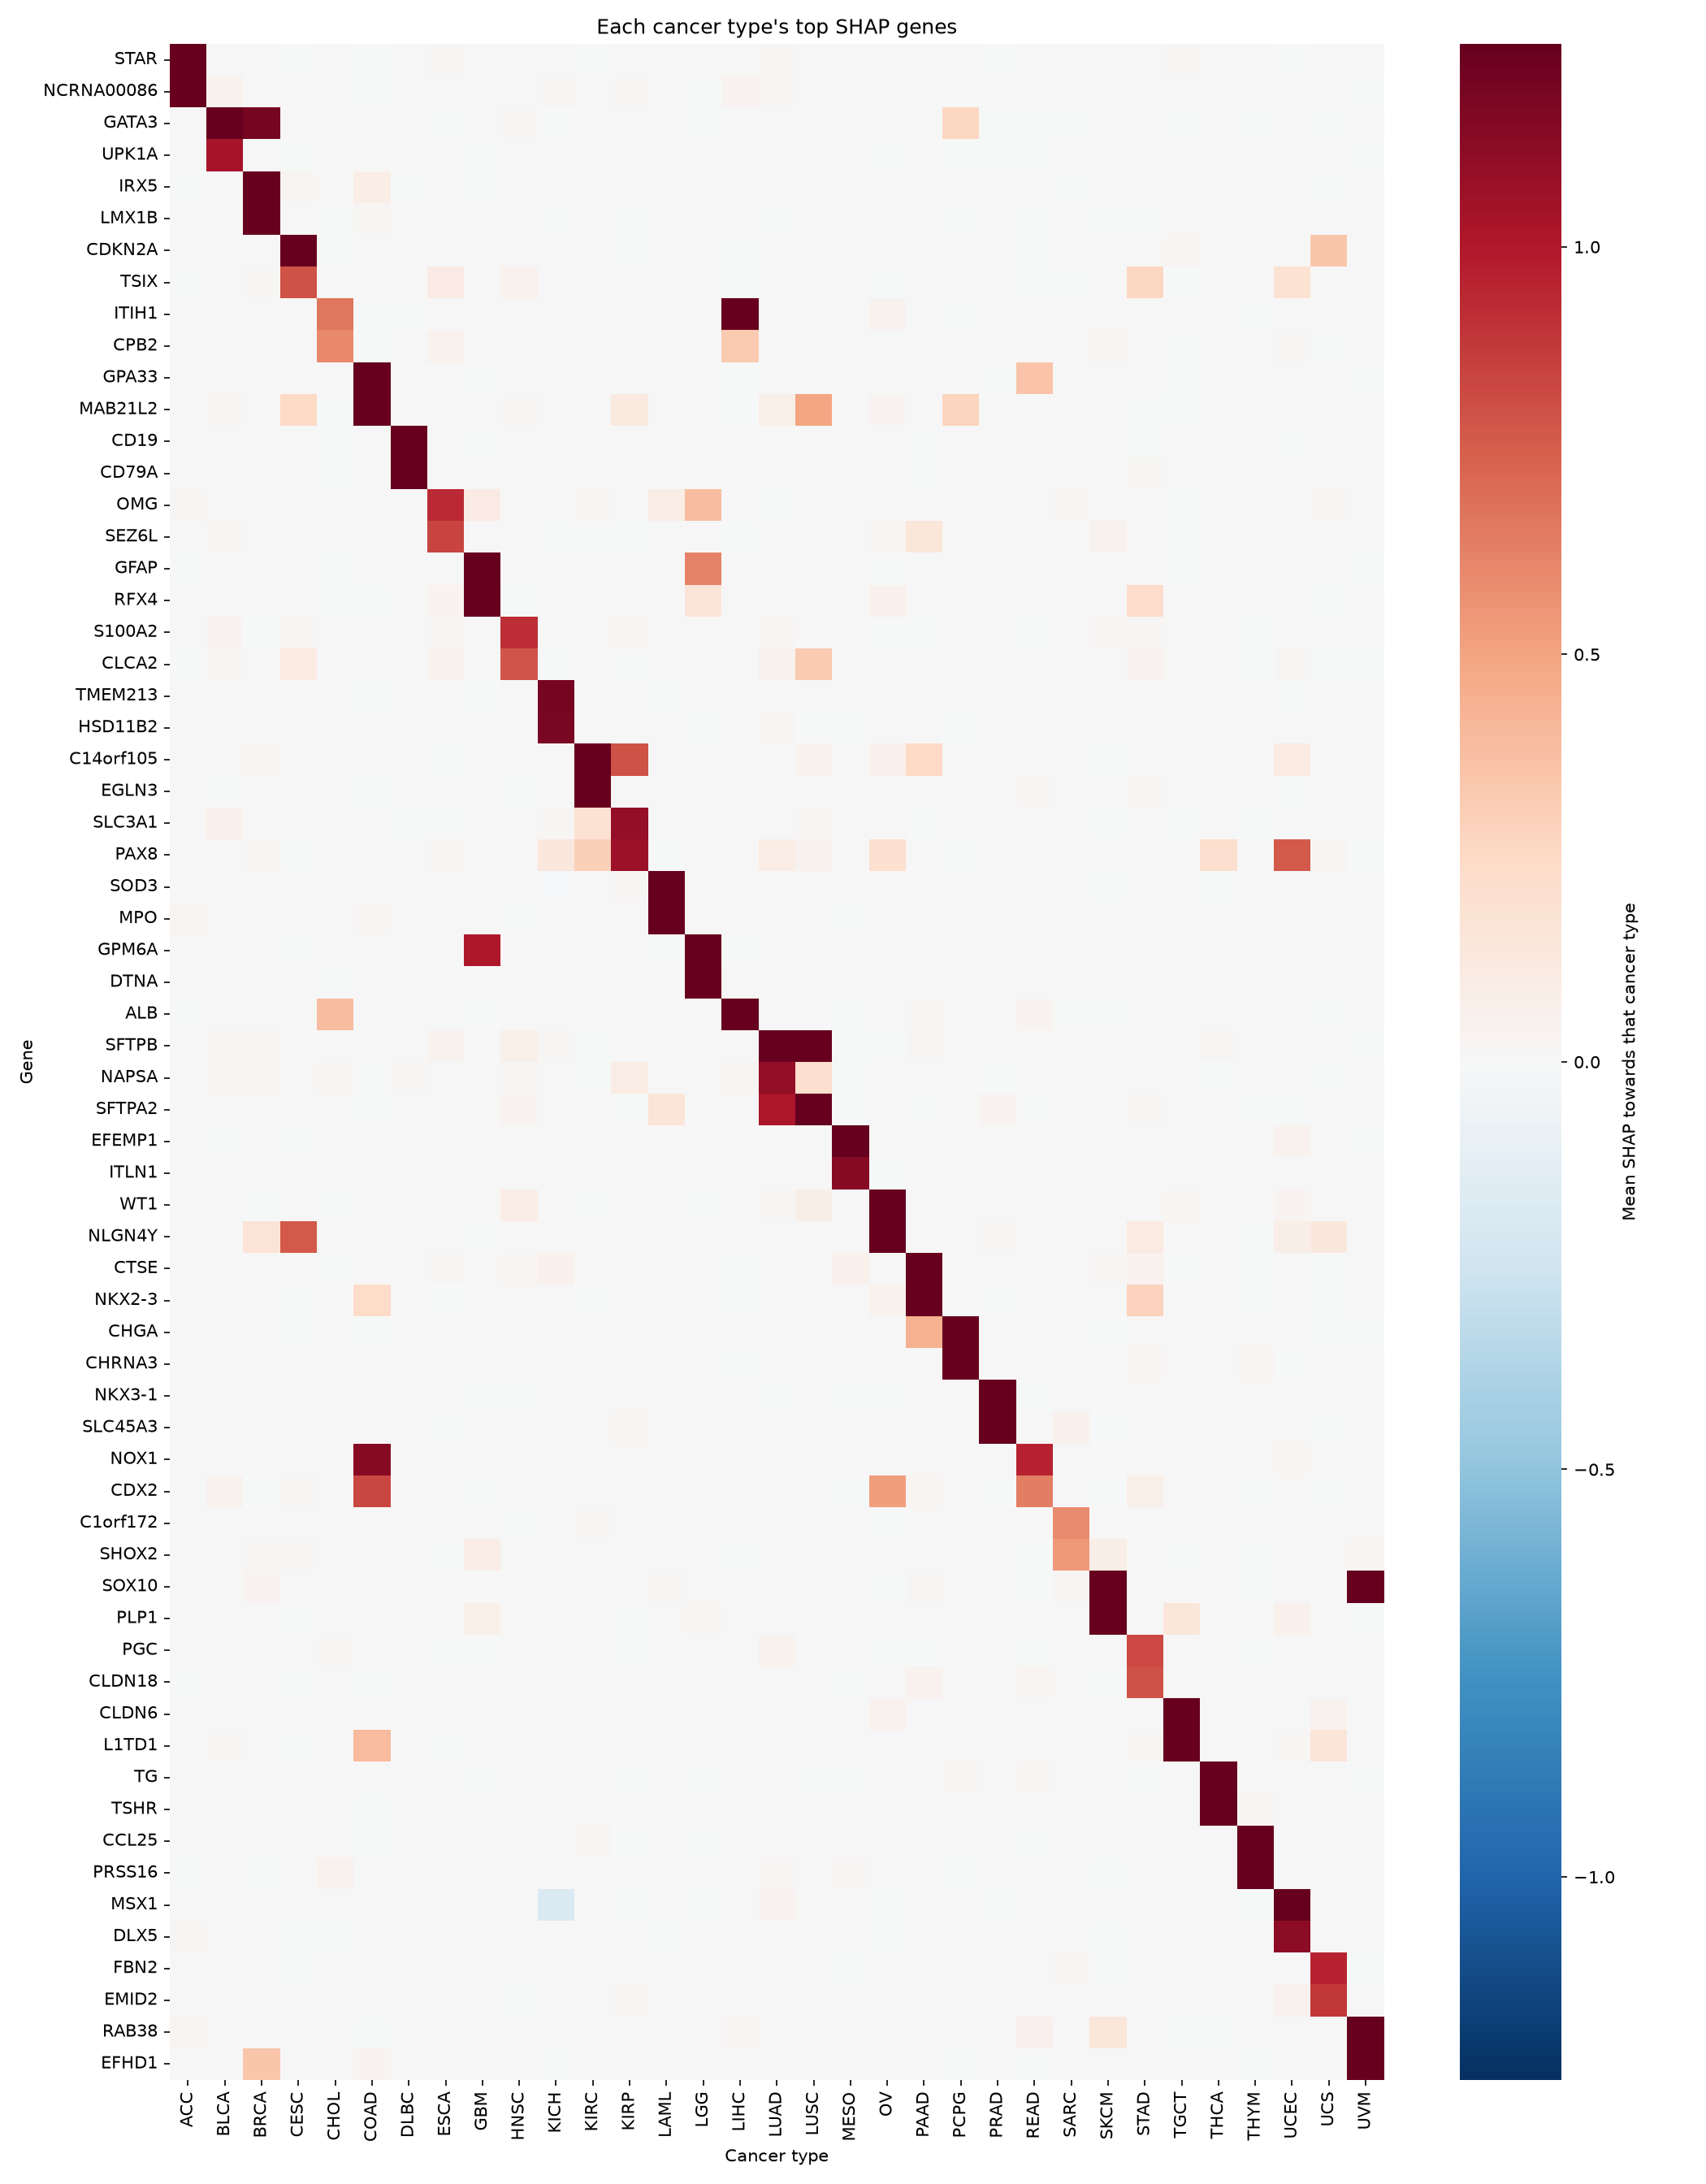 Each cancer type's top SHAP genes
STAR
NCRNA00086
GATA3
UPK1A
IRX5
LMX1B
CDKN2A
TSIX
ITIH1
CPB2
GPA33
MAB21L2
CD19
CD79A
OMG
SEZ6L
GFAP
RFX4
S100A2
CLCA2
TMEM213
HSD11B2
C14orf105
EGLN3
SLC3A1
PAX8
SOD3
MPO
GPM6A
DTNA
ALB
SFTPB
NAPSA
SFTPA2
EFEMP1
ITLN1
WT1
NLGN4Y
CTSE
NKX2-3
CHGA
CHRNA3
NKX3-1
SLC45A3
NOX1
CDX2
C1orf172
SHOX2
SOX10
PLP1
PGC
CLDN18
CLDN6
L1TD1
TG
TSHR
CCL25
PRSS16
MSX1
DLX5
FBN2
EMID2
RAB38
EFHD1
Gene
ACC BLCA BRCA CESC CHOL COAD DLBC ESCA GBM HNSC KICH KIRC KIRP LAML LGG LIHC LUAD LUSC MESO OV PAAD PCPG PRAD READ SARC SKCM STAD TGCT THCA THYM UCEC UCS UVM
Cancer type
1.0
0.5
0.0
−0.5
−1.0
Mean SHAP towards that cancer type